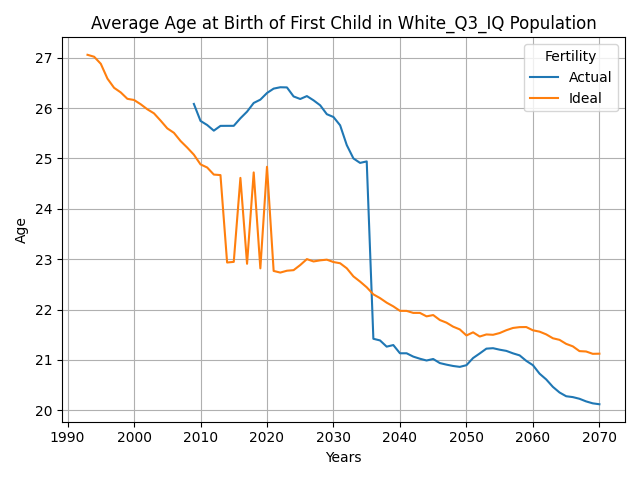 Average Age at Birth of First Child in White_Q3_IQ Population
Fertility
Actual
Ideal
Age
27
26
25
24
23
22
21
20
1990 2000 2010 2020 2030 2040 2050 2060 2070
Years